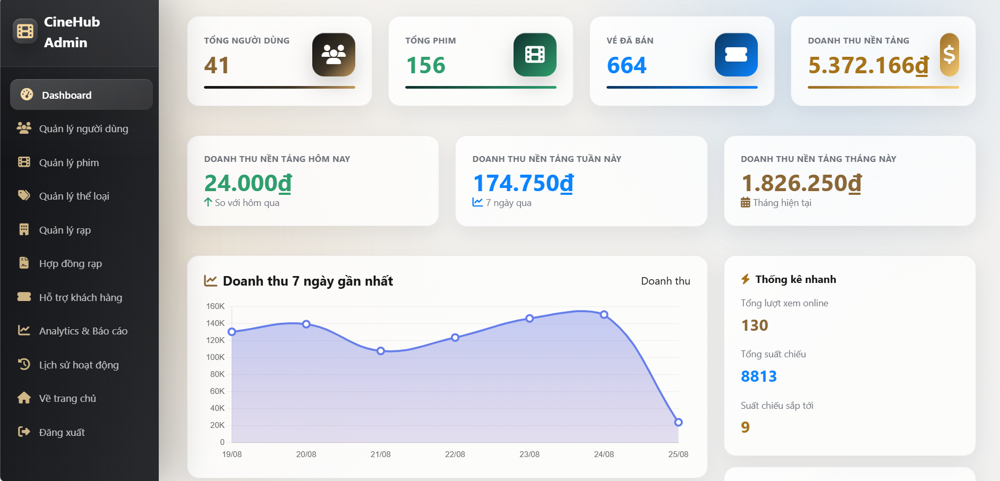 CineHub
Admin
Dashboard
Quản lý người dùng
Quản lý phim
Quản lý thể loại
Quản lý rạp
Hợp đồng rạp
Hỗ trợ khách hàng
Analytics & Báo cáo
Lịch sử hoạt động
Về trang chủ
Đăng xuất
TỔNG NGƯỜI DÙNG
41
TỔNG PHIM
156
VÉ ĐÃ BÁN
664
DOANH THU NỀN TẢNG
5.372.166₫
$
DOANH THU NỀN TẢNG HÔM NAY
24.000₫
So với hôm qua
DOANH THU NỀN TẢNG TUẦN NÀY
174.750₫
7 ngày qua
DOANH THU NỀN TẢNG THÁNG NÀY
1.826.250₫
Tháng hiện tại
Doanh thu 7 ngày gần nhất
Doanh thu
160K
140K
120K
100K
80K
60K
40K
20K
0
19/08 20/08 21/08 22/08 23/08 24/08 25/08
Thống kê nhanh
Tổng lượt xem online
130
Tổng suất chiếu
8813
Suất chiếu sắp tới
9